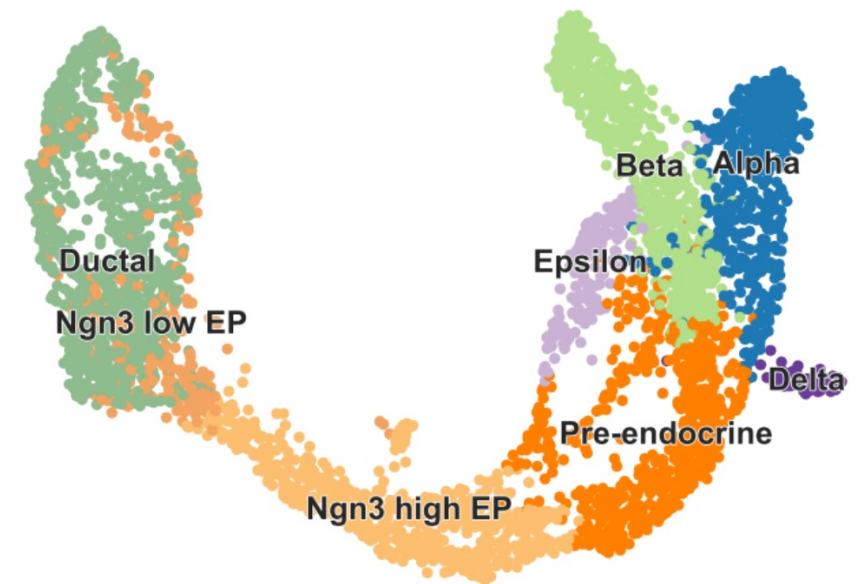 Beta
Alpha
Ductal
Epsilon
Ngn3 low EP
Delta
Pre-endocrine
Ngn3 high EP